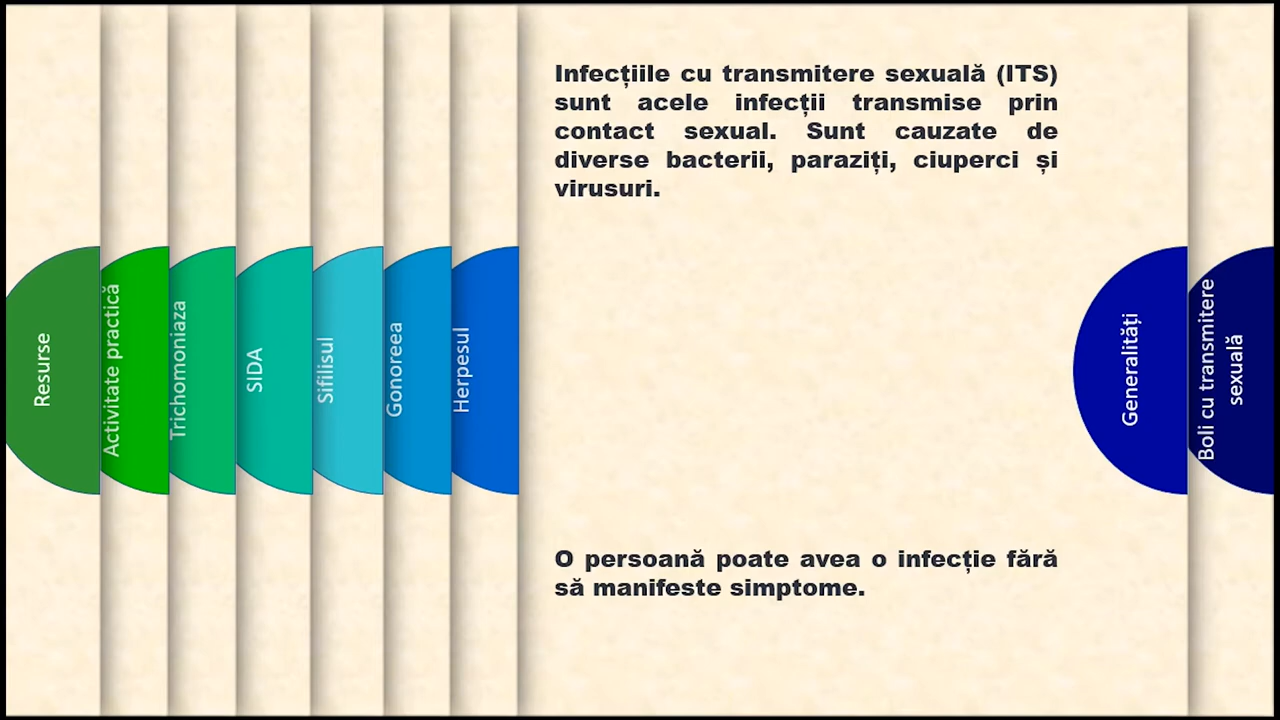 Infecțiile cu transmitere sexuală (ITS)
sunt acele infecții transmise prin
contact sexual. Sunt cauzate de
diverse bacterii, paraziți, ciuperci și
virusuri.
O persoană poate avea o infecție fără
să manifeste simptome.
Resurse
Activitate practică
Trichomoniaza
SIDA
Sifilisul
Gonoreea
Herpesul
Generalități
Boli cu transmitere
sexuală